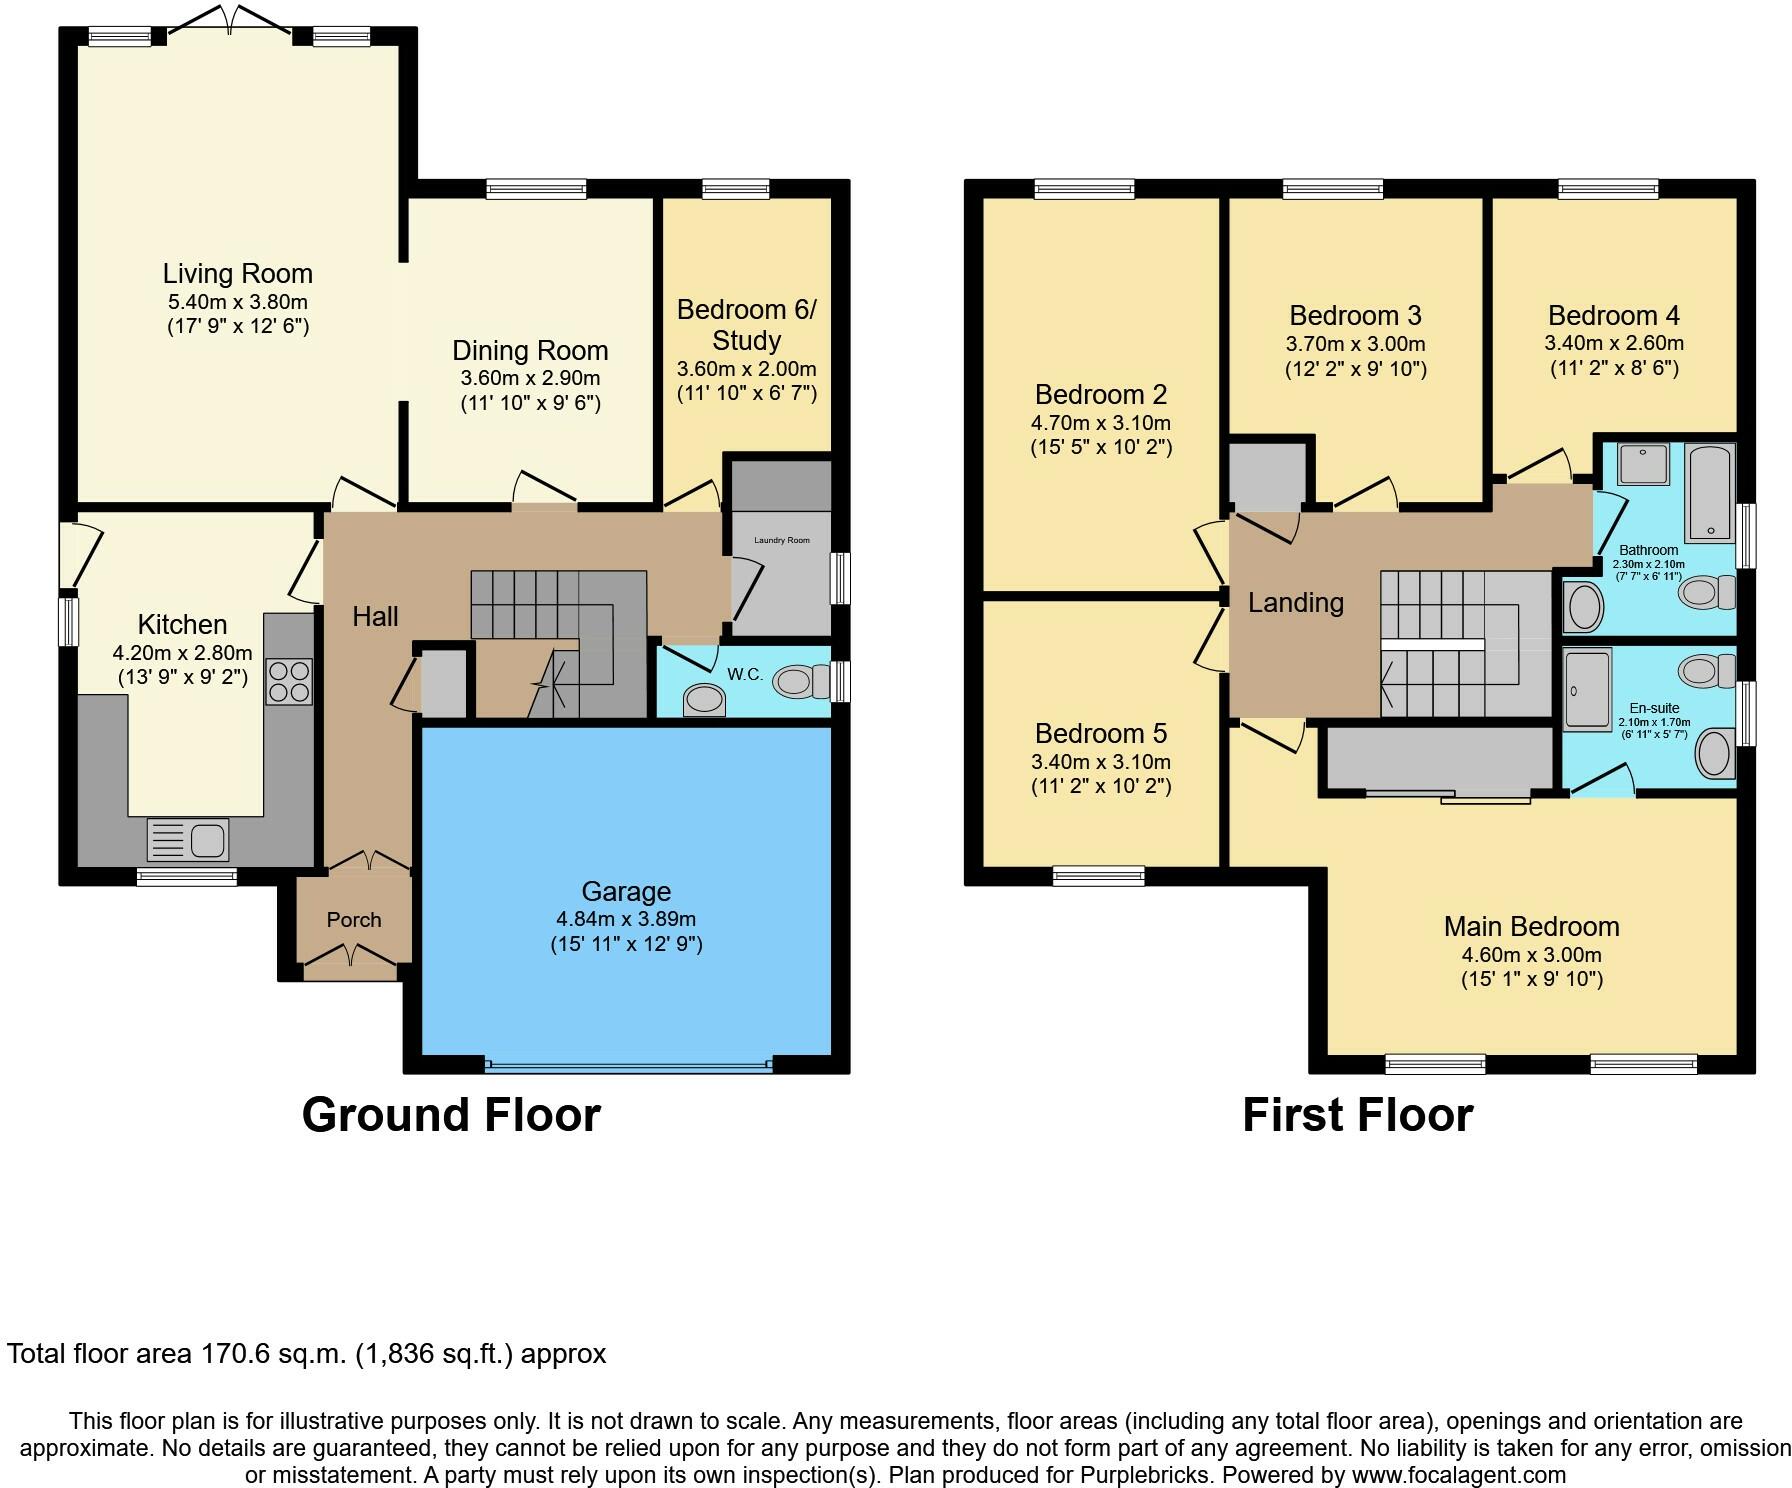 Living Room
5.40m x 3.80m
(17' 9" x 12' 6")
Dining Room
3.60m x 2.90m
(11' 10" x 9' 6")
Bedroom 6/
Study
3.60m x 2.00m
(11' 10" x 6' 7")
Laundry Room
Kitchen
4.20m x 2.80m
(13' 9" x 9' 2")
Hall
W.C.
Garage
4.84m x 3.89m
(15' 11" x 12' 9")
Porch
Ground Floor
Bedroom 2
4.70m x 3.10m
(15' 5" x 10' 2")
Bedroom 3
3.70m x 3.00m
(12' 2" x 9' 10")
Bedroom 4
3.40m x 2.60m
(11' 2" x 8' 6")
Bathroom
2.30m x 2.10m
(7' 7" x 6' 11")
Landing
Bedroom 5
3.40m x 3.10m
(11' 2" x 10' 2")
En-suite
2.10m x 1.70m
(6' 11" x 5' 7")
Main Bedroom
4.60m x 3.00m
(15' 1" x 9' 10")
First Floor
Total floor area 170.6 sq.m. (1,836 sq.ft.) approx
This floor plan is for illustrative purposes only. It is not drawn to scale. Any measurements, floor areas (including any total floor area), openings and orientation are
approximate. No details are guaranteed, they cannot be relied upon for any purpose and they do not form part of any agreement. No liability is taken for any error, omission
or misstatement. A party must rely upon its own inspection(s). Plan produced for Purplebricks. Powered by www.focalagent.com